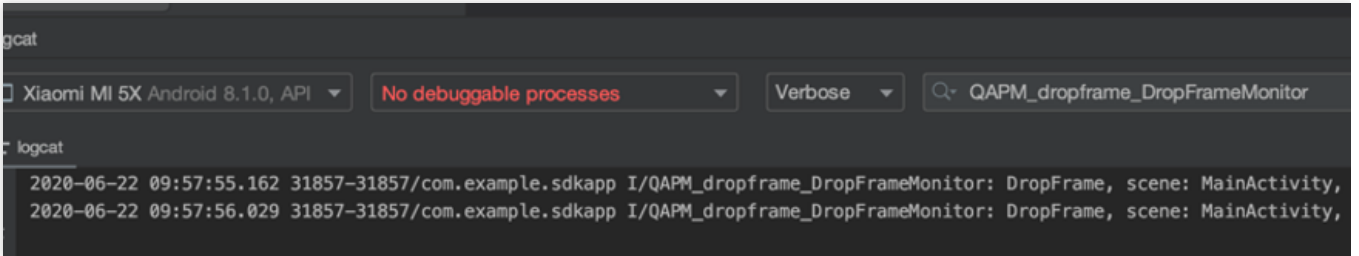 gcat
Xiaomi MI 5X Android 8.1.0, API
No debuggable processes
Verbose
QAPM_dropframe_DropFrameMonitor
logcat
2020-06-22 09:57:55.162 31857-31857/com.example.sdkapp I/QAPM_dropframe_DropFrameMonitor: DropFrame, scene: MainActivity,
2020-06-22 09:57:56.029 31857-31857/com.example.sdkapp I/QAPM_dropframe_DropFrameMonitor: DropFrame, scene: MainActivity,